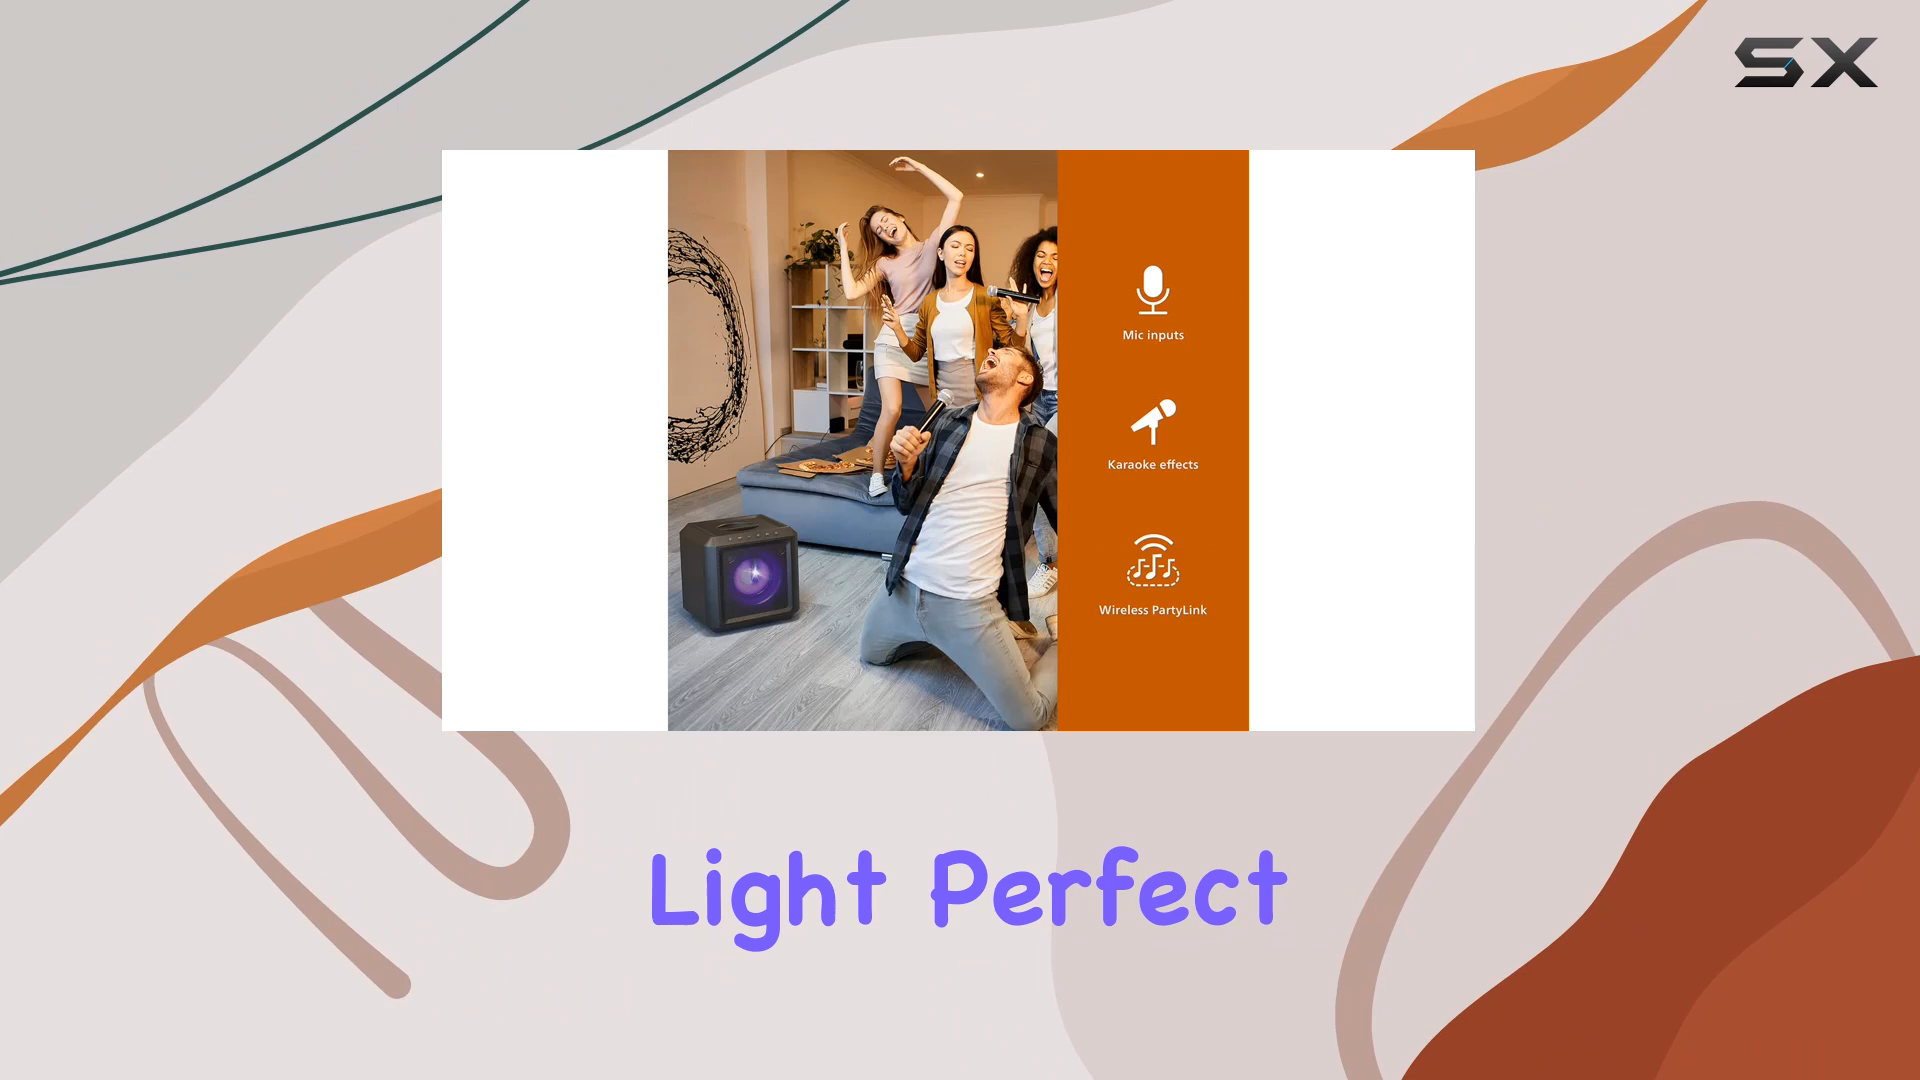 SX
Mic inputs
Karaoke effects
Wireless PartyLink
Light Perfect